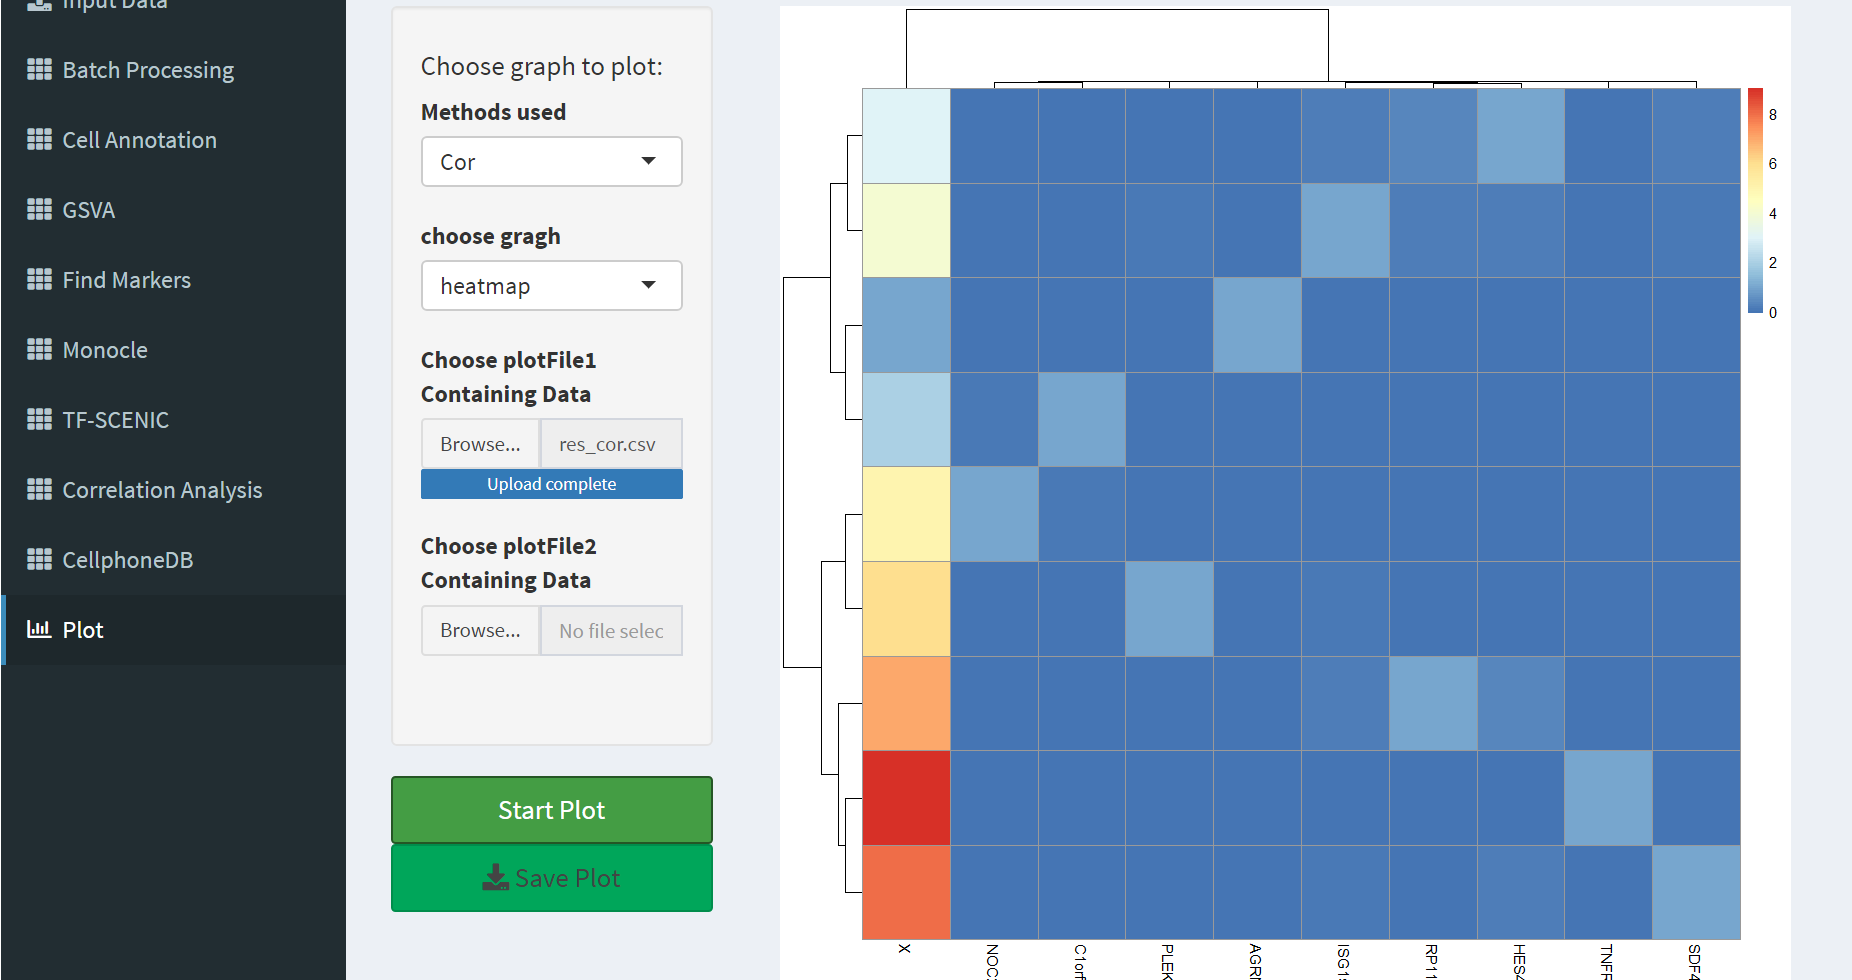 Input Data
Batch Processing
Cell Annotation
GSVA
Find Markers
Monocle
TF-SCENIC
Correlation Analysis
CellphoneDB
Plot
Choose graph to plot:
Methods used
Cor
choose gragh
heatmap
Choose plotFile1
Containing Data
Browse...
res_cor.csv
Upload complete
Choose plotFile2
Containing Data
Browse...
No file selec
Start Plot
Save Plot
8
6
4
2
0
X
NOC
C1orf
PLEK
AGR
ISG1
RP11
HES4
TNFR
SDF4